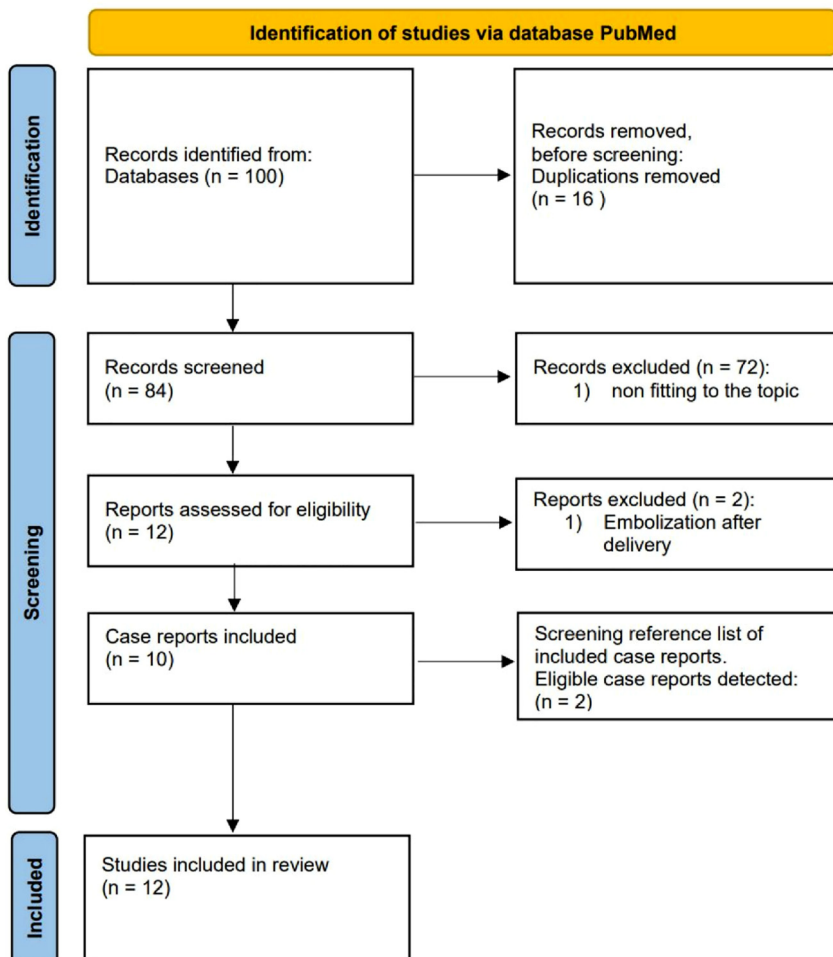 Identification of studies via database PubMed
Identification
Records identified from:
Databases (n = 100)
Records removed,
before screening:
Duplications removed
(n = 16 )
Screening
Records screened
(n = 84)
Records excluded (n = 72):
1) non fitting to the topic
Reports assessed for eligibility
(n = 12)
Reports excluded (n = 2):
1) Embolization after
delivery
Case reports included
(n = 10)
Screening reference list of
included case reports.
Eligible case reports detected:
(n = 2)
Included
Studies included in review
(n = 12)